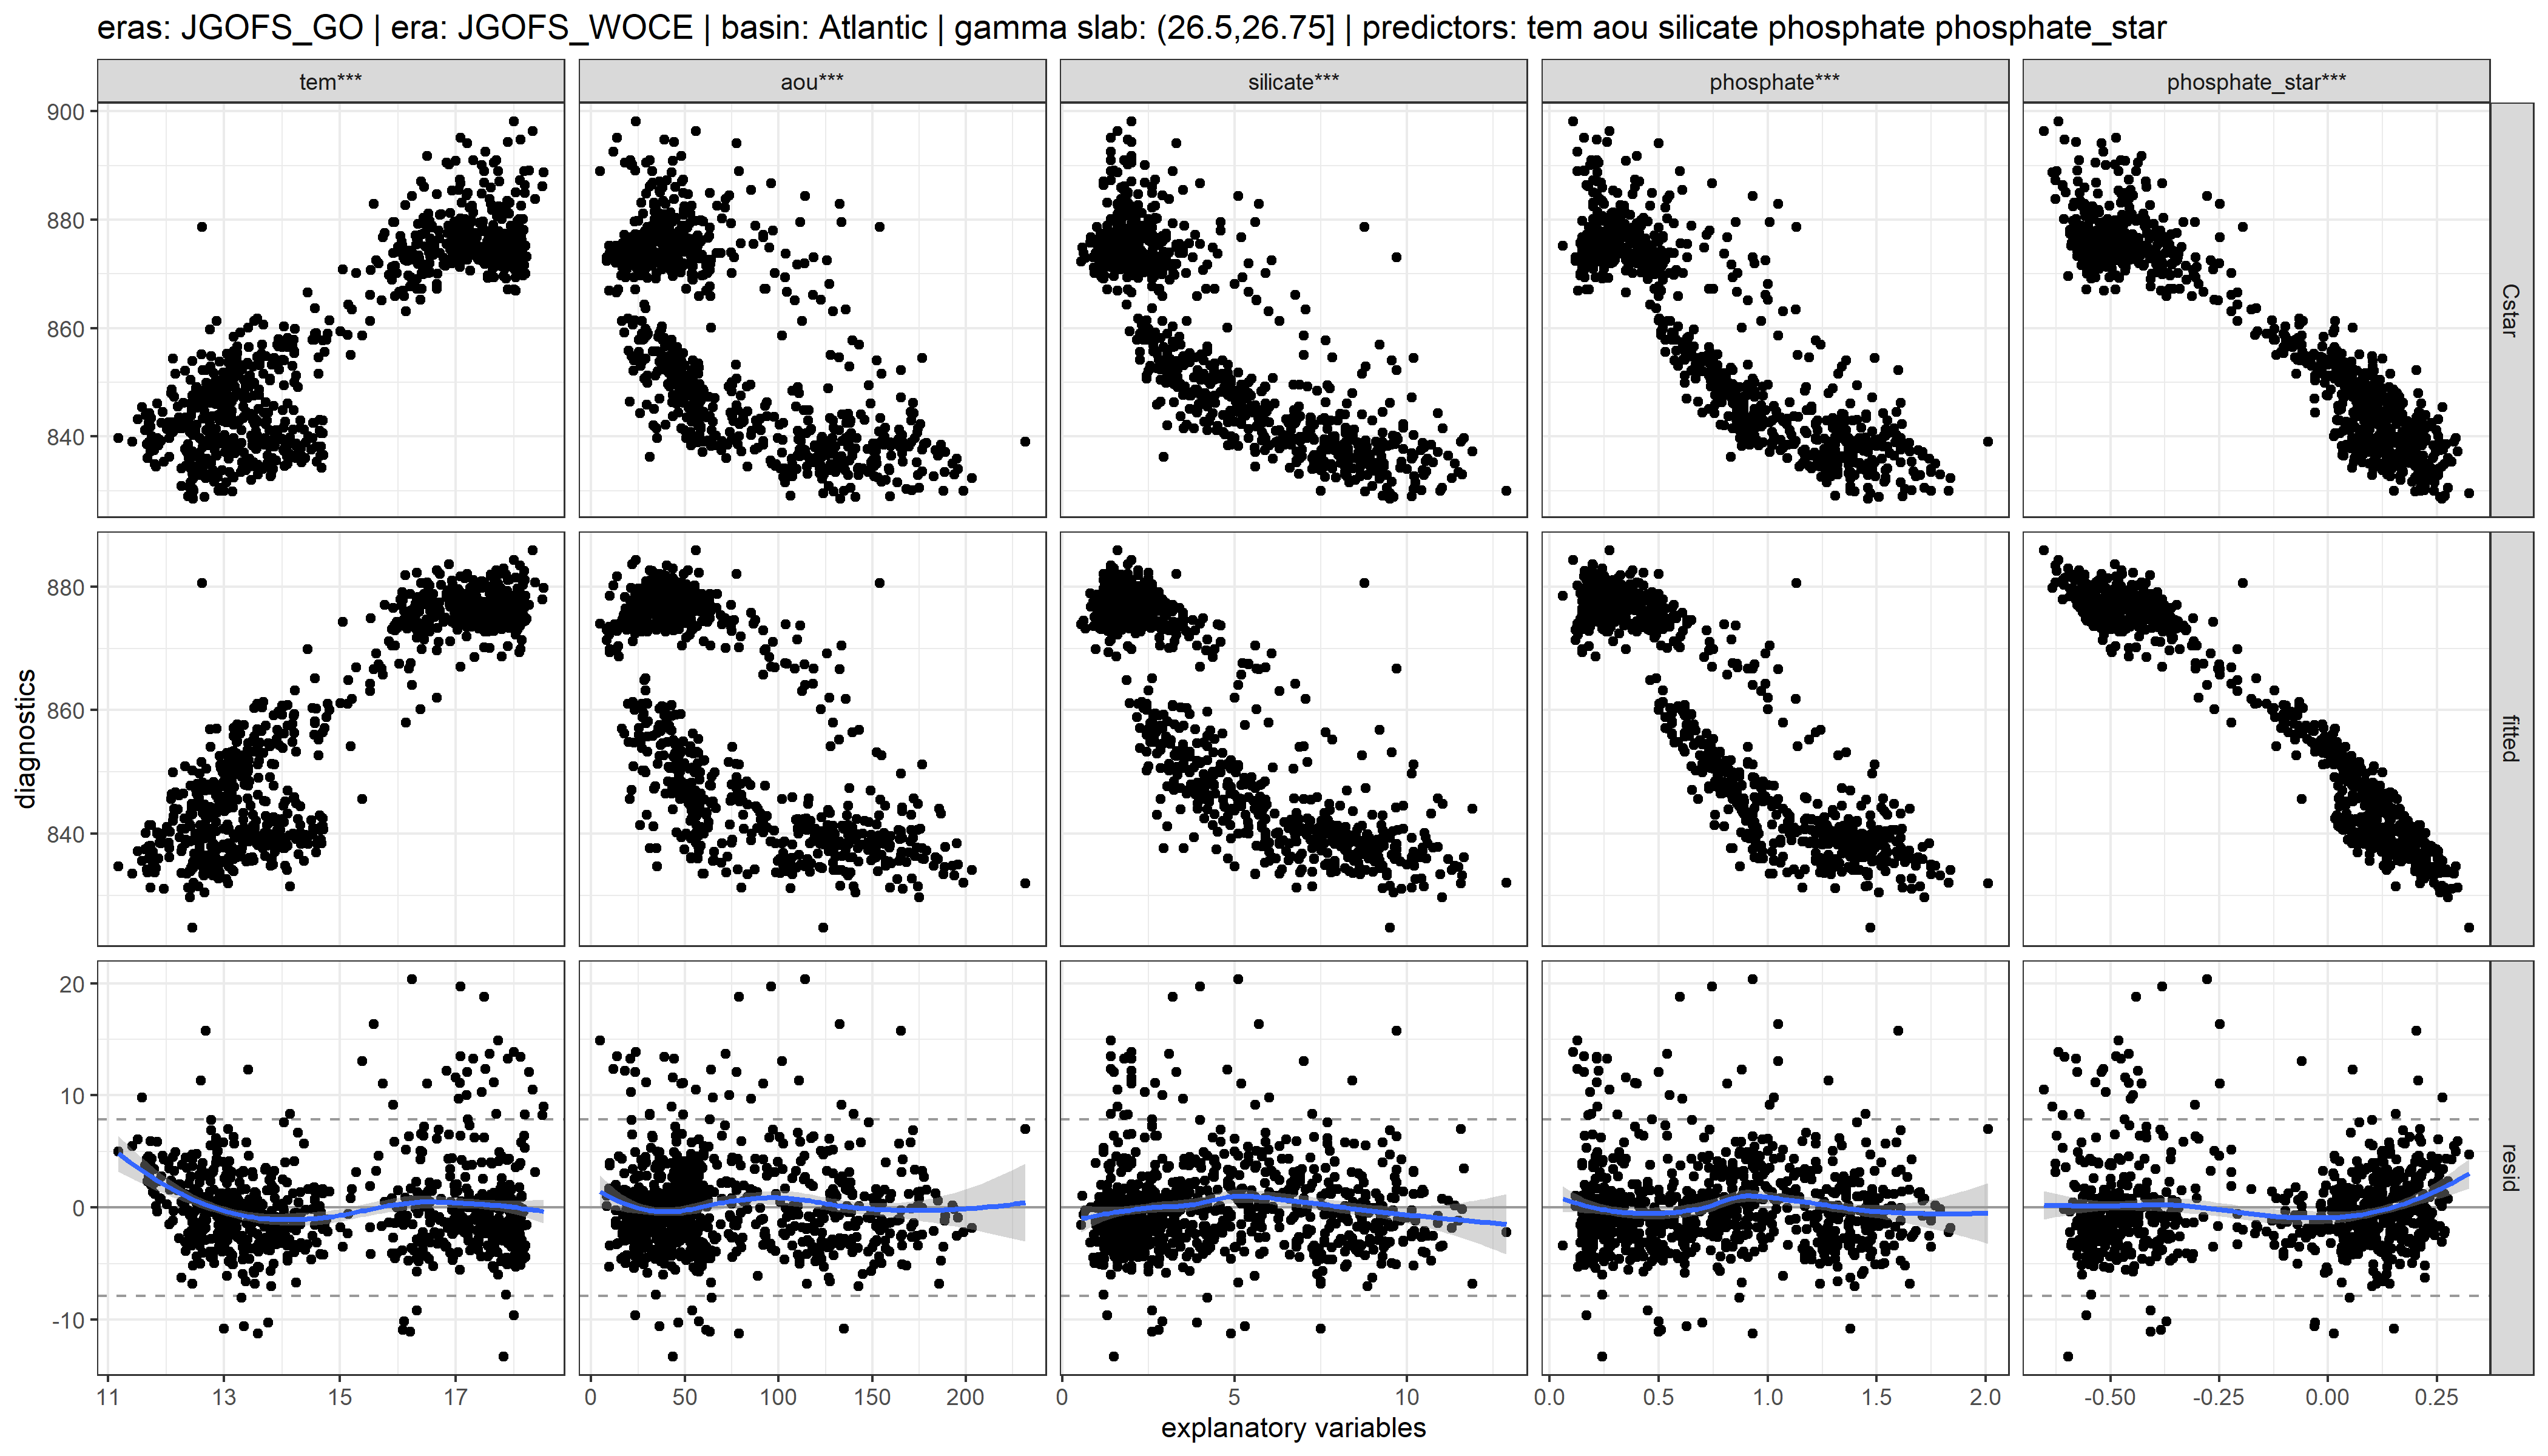 eras: JGOFS_GO | era: JGOFS_WOCE | basin: Atlantic | gamma slab: (26.5,26.75] | predictors: tem aou silicate phosphate phosphate_star
tem*** aou*** silicate*** phosphate*** phosphate_star***
900
880
860
840
Cstar
880
860
840
fitted
diagnostics
20
10
0
-10
resid
11 13 15 17 0 50 100 150 200 0 5 10 0.0 0.5 1.0 1.5 2.0 -0.50 -0.25 0.00 0.25
explanatory variables